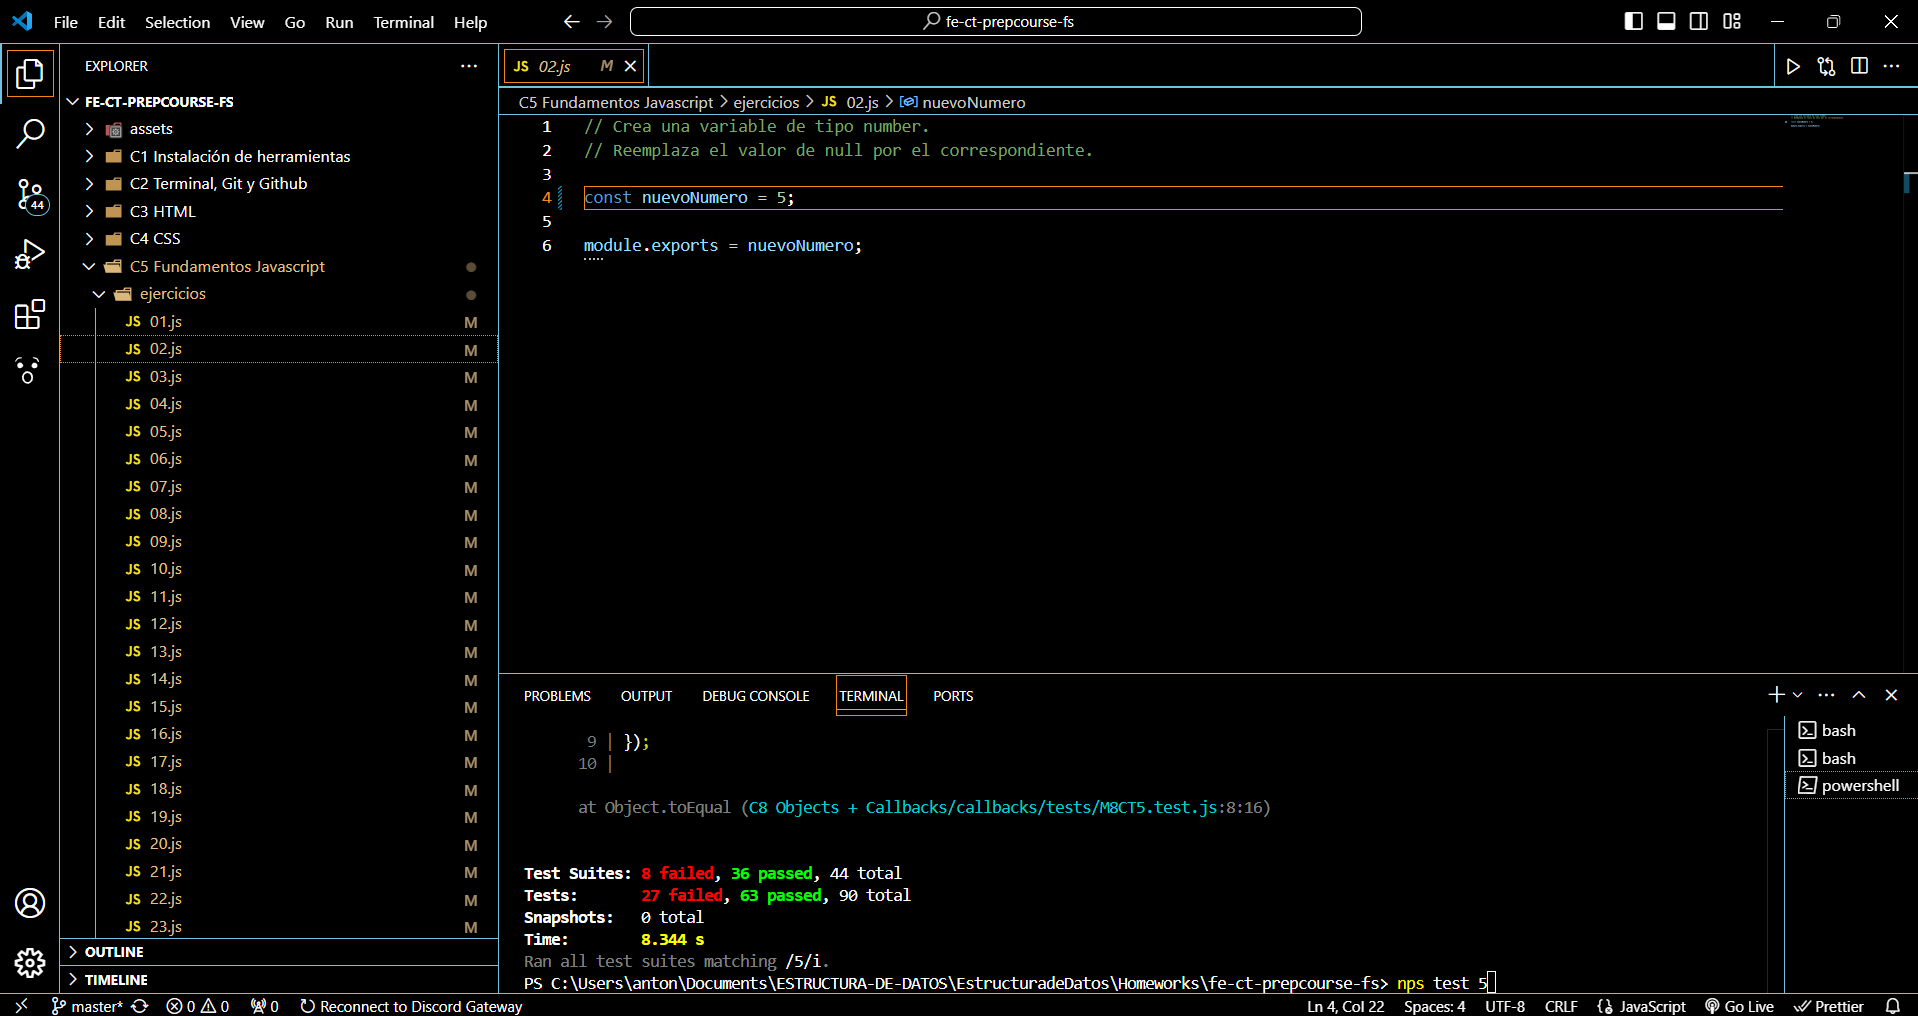 File Edit Selection View Go Run Terminal Help
fe-ct-prepcourse-fs
EXPLORER
FE-CT-PREPCOURSE-FS
assets
C1 Instalación de herramientas
C2 Terminal, Git y Github
44
C3 HTML
C4 CSS
C5 Fundamentos Javascript
ejercicios
JS 01.js M
JS 02.js M
JS 03.js M
JS 04.js M
JS 05.js M
JS 06.js M
JS 07.js M
JS 08.js M
JS 09.js M
JS 10.js M
JS 11.js M
JS 12.js M
JS 13.js M
JS 14.js M
JS 15.js M
JS 16.js M
JS 17.js M
JS 18.js M
JS 19.js M
JS 20.js M
JS 21.js M
JS 22.js M
JS 23.js M
OUTLINE
TIMELINE
JS 02.js M
C5 Fundamentos Javascript > ejercicios > JS 02.js > nuevoNumero
1 // Crea una variable de tipo number.
2 // Reemplaza el valor de null por el correspondiente.
3
4 const nuevoNumero = 5;
5
6 module.exports = nuevoNumero;
PROBLEMS OUTPUT DEBUG CONSOLE TERMINAL PORTS
9 | });
10 |
at Object.toEqual (C8 Objects + Callbacks/callbacks/tests/M8CT5.test.js:8:16)
Test Suites: 8 failed, 36 passed, 44 total
Tests: 27 failed, 63 passed, 90 total
Snapshots: 0 total
Time: 8.344 s
Ran all test suites matching /5/i.
PS C:\Users\anton\Documents\ESTRUCTURA-DE-DATOS\EstructuradeDatos\Homeworks\fe-ct-prepcourse-fs> nps test 5
bash
bash
powershell
master* 0 0 0 Reconnect to Discord Gateway Ln 4, Col 22 Spaces: 4 UTF-8 CRLF {} JavaScript Go Live Prettier